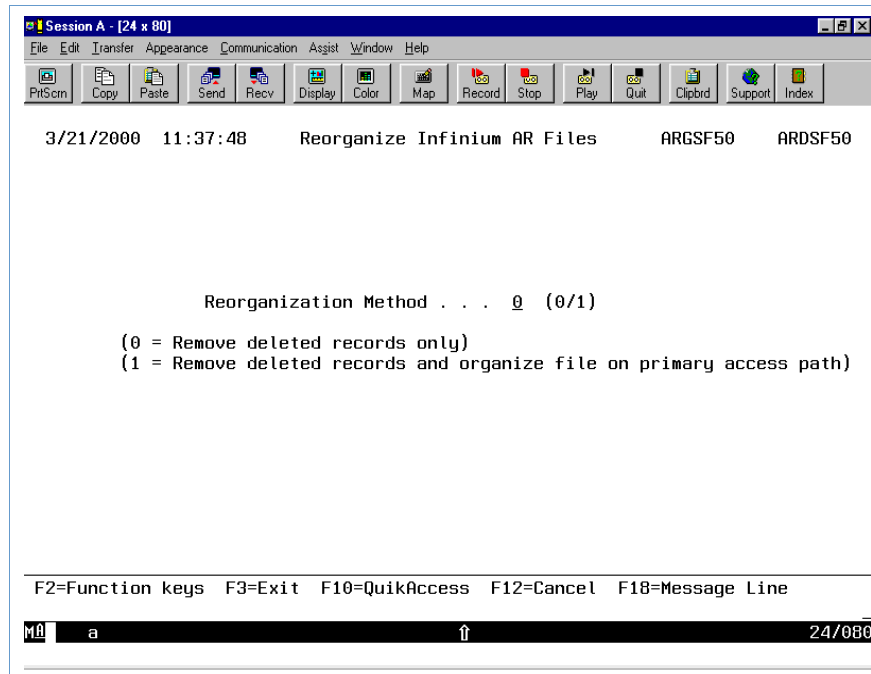 Session A - [24 x 80]
File Edit Transfer Appearance Communication Assist Window Help
PrtScrn Copy Paste Send Recv Display Color Map Record Stop Play Quit Clipbrd Support Index
3/21/2000 11:37:48 Reorganize Infinium AR Files ARGSF50 ARDSF50
Reorganization Method . . . 0 (0/1)
(0 = Remove deleted records only)
(1 = Remove deleted records and organize file on primary access path)
F2=Function keys F3=Exit F10=QuikAccess F12=Cancel F18=Message Line
MA a 24/080